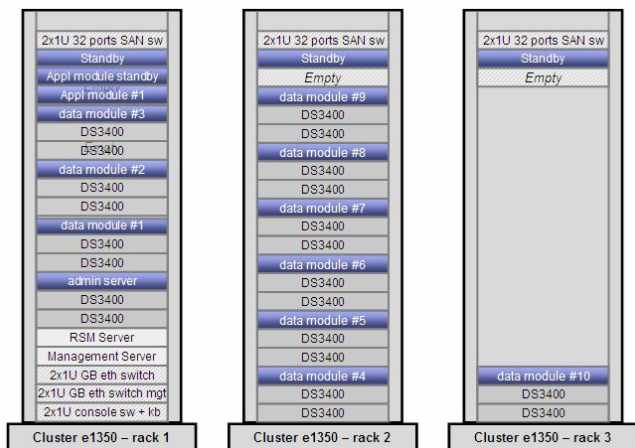 2x1U 32 ports SAN sw
Standby
Appl module standby
Empty
Appl module #1
data module #3
DS3400
DS3400
data module #2
DS3400
DS3400
data module #1
DS3400
DS3400
admin server
DS3400
DS3400
RSM Server
Management Server
2x1U GB eth switch
2x1U GB eth switch mgt
2x1U console sw + kb
Cluster e1350 – rack 1
2x1U 32 ports SAN sw
Standby
Empty
data module #9
DS3400
DS3400
data module #8
DS3400
DS3400
data module #7
DS3400
DS3400
data module #6
DS3400
DS3400
data module #5
DS3400
DS3400
data module #4
DS3400
DS3400
Cluster e1350 – rack 2
2x1U 32 ports SAN sw
Standby
Empty
data module #10
DS3400
DS3400
Cluster e1350 – rack 3